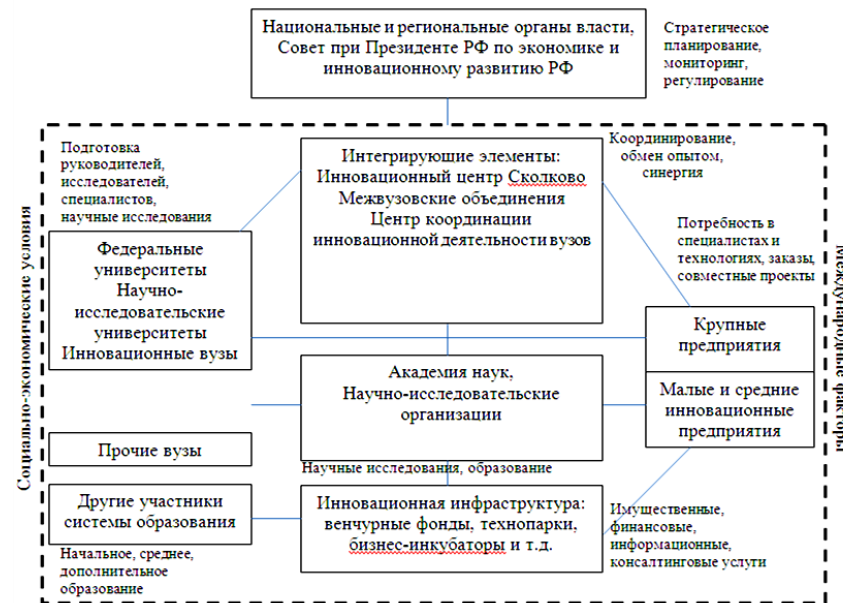 Национальные и региональные органы власти,
Совет при Президенте РФ по экономике и
инновационному развитию РФ
Стратегическое
планирование,
мониторинг,
регулирование
Подготовка
руководителей,
исследователей,
специалистов,
научные исследования
Интегрирующие элементы:
Инновационный центр Сколково
Межвузовские объединения
Центр координации
инновационной деятельности вузов
Координирование,
обмен опытом,
синергия
Потребность в
специалистах и
технологиях, заказы,
совместные проекты
Социально-экономические условия
Международные факторы
Федеральные
университеты
Научно-
исследовательские
университеты
Инновационные вузы
Крупные
предприятия
Академия наук,
Научно-исследовательские
организации
Малые и средние
инновационные
предприятия
Прочие вузы
Научные исследования, образование
Другие участники
системы образования
Инновационная инфраструктура:
венчурные фонды, технопарки,
бизнес-инкубаторы и т.д.
Имущественные,
финансовые,
информационные,
консалтинговые услуги
Начальное, среднее,
дополнительное
образование